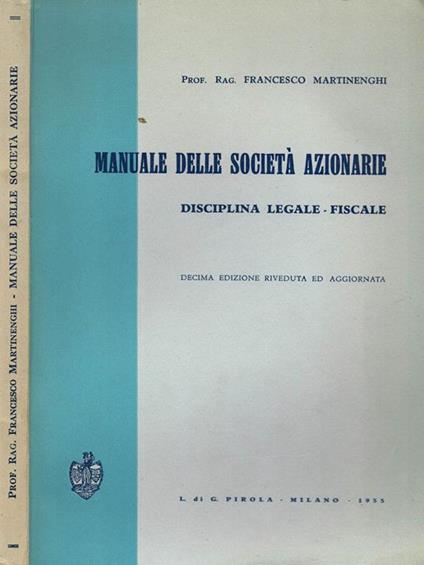 PROF. RAG. FRANCESCO MARTINENGHI - MANUALE DELLE SOCIETÀ AZIONARIE
PROF. RAG. FRANCESCO MARTINENGHI
MANUALE DELLE SOCIETÀ AZIONARIE
DISCIPLINA LEGALE - FISCALE
DECIMA EDIZIONE RIVEDUTA ED AGGIORNATA
L. di G. PIROLA - MILANO - 1955